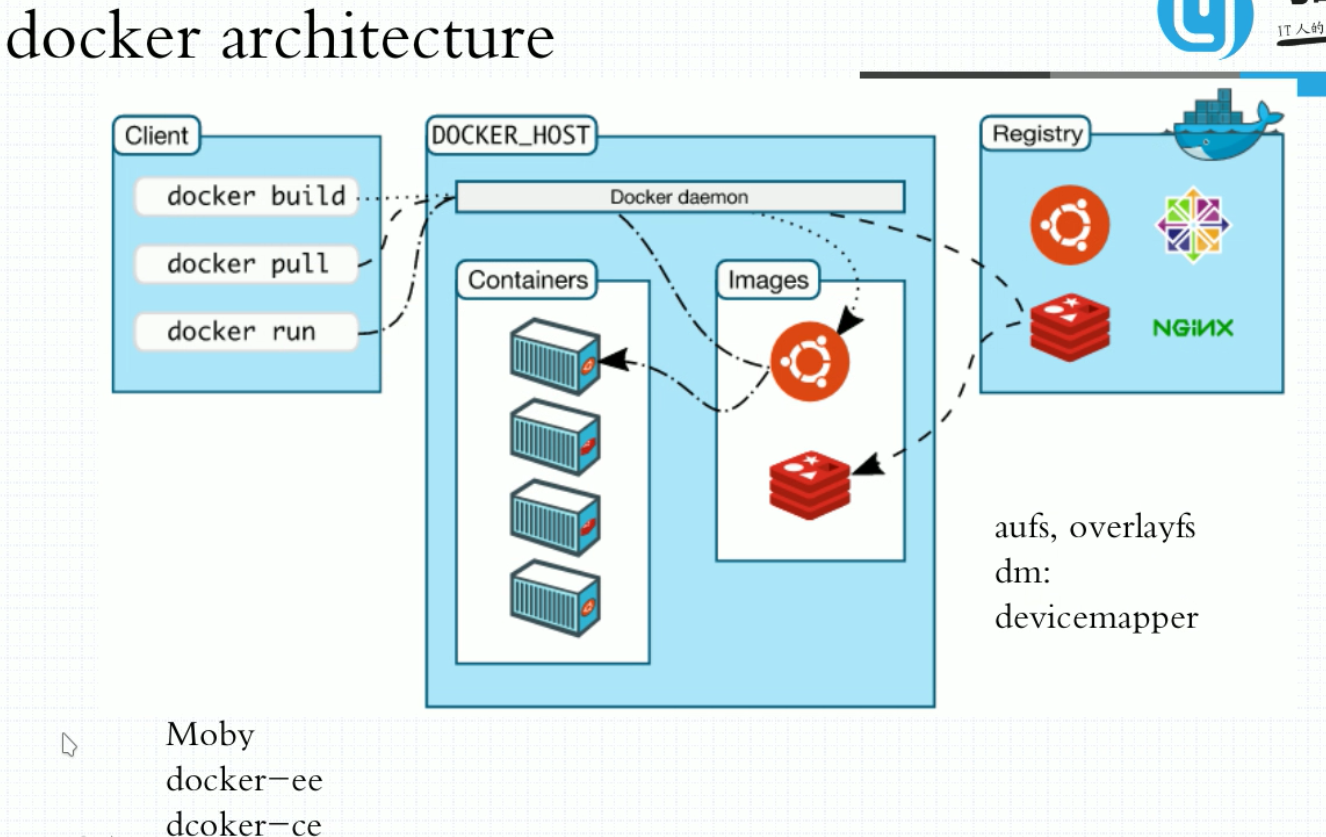 docker architecture
IT人的
Client
docker build
docker pull
docker run
DOCKER_HOST
Docker daemon
Containers
Images
Registry
NGiNX
aufs, overlayfs
dm:
devicemapper
Moby
docker-ee
dcoker-ce